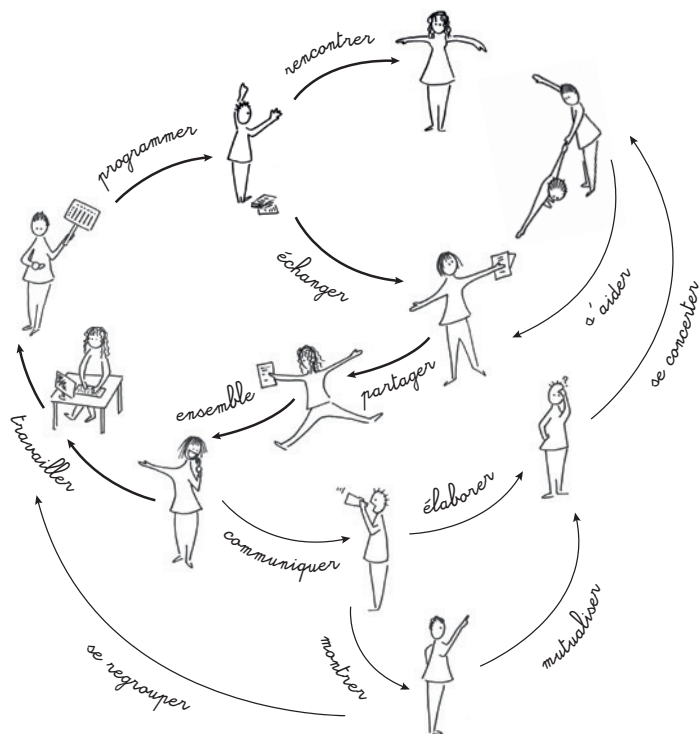 rencontrer
programmer
échanger
s'aider
se concerter
partager
ensemble
travailler
élaborer
communiquer
mutualiser
montrer
se regrouper
?